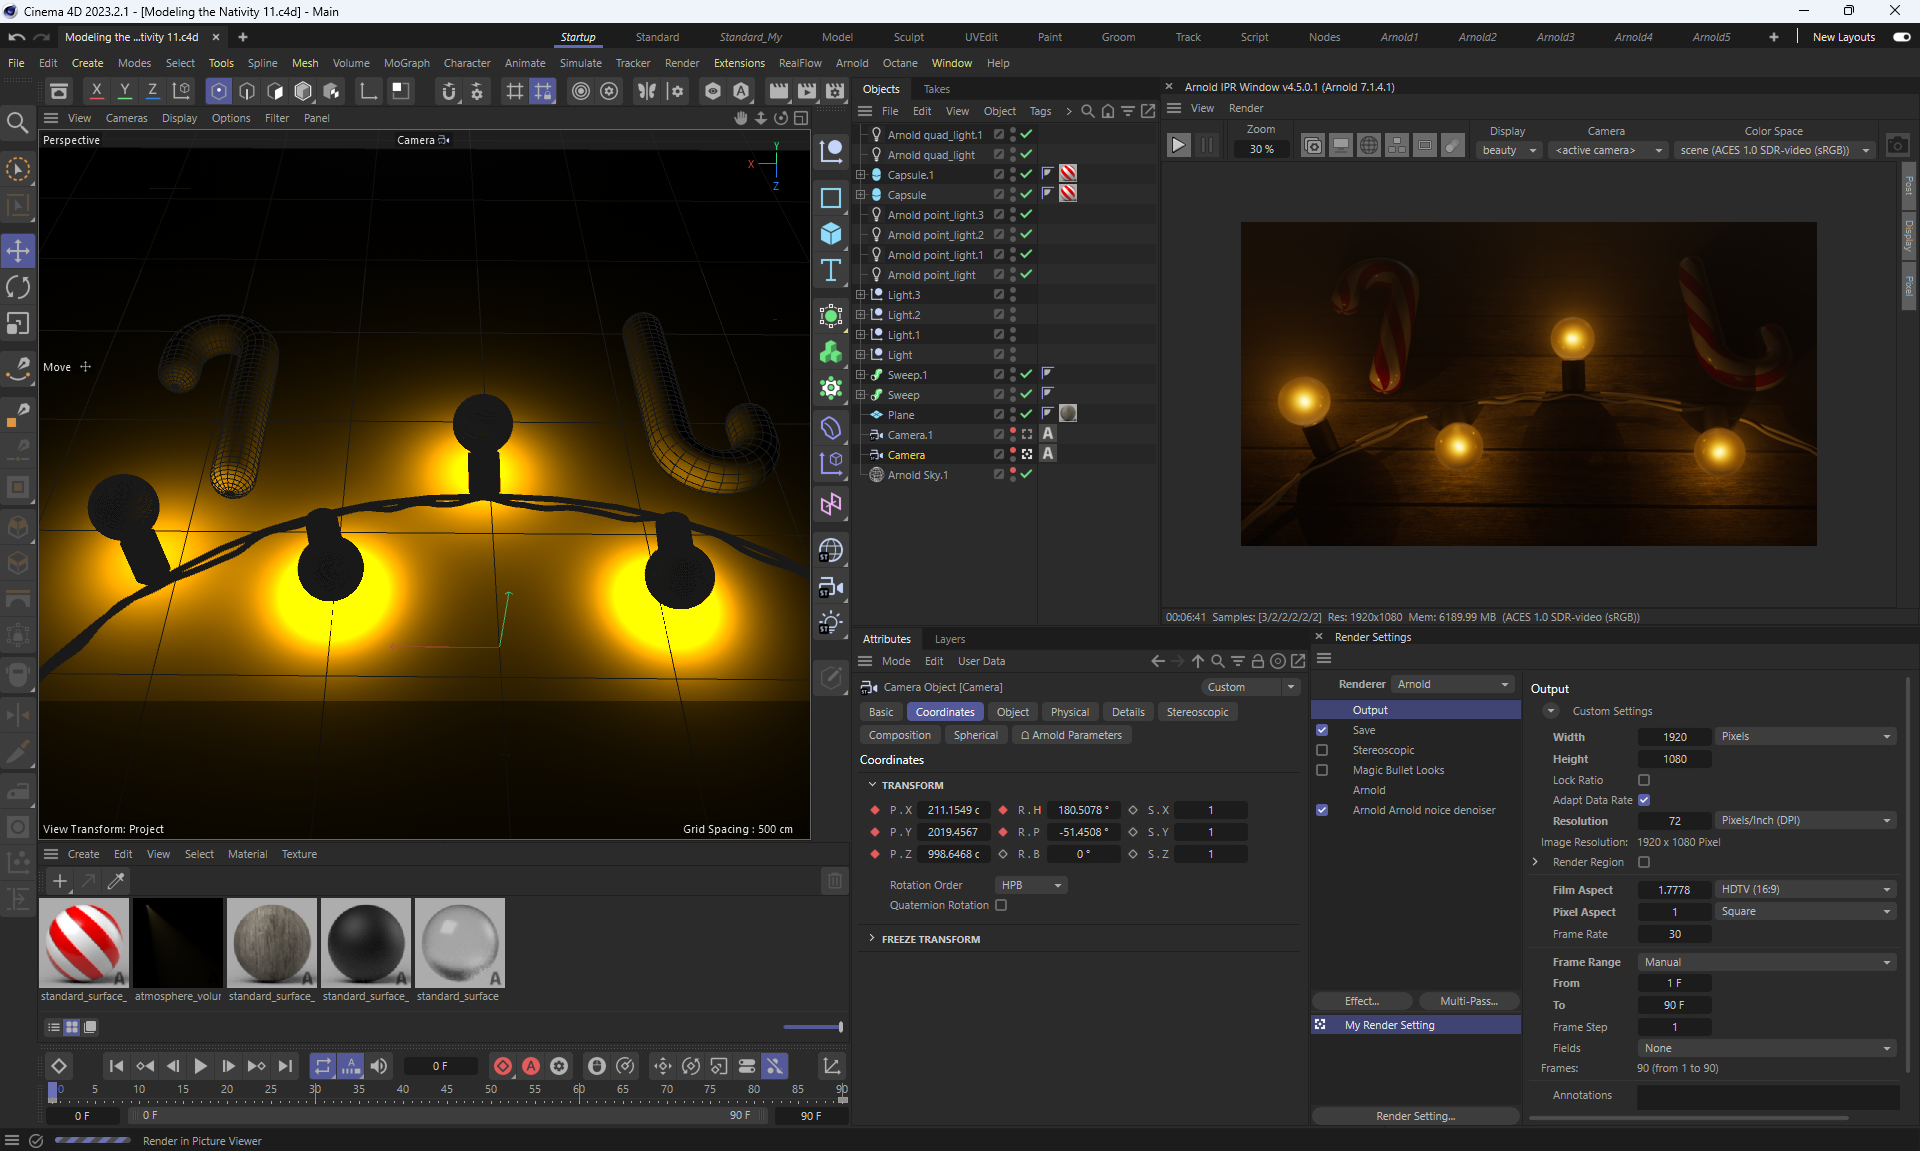 Cinema 4D 2023.2.1 - [Modeling the Nativity 11.c4d] - Main
Modeling the ...tivity 11.c4d
Startup Standard Standard_My Model Sculpt UVEdit Paint Groom Track Script Nodes Arnold1 Arnold2 Arnold3 Arnold4 Arnold5 New Layouts
File Edit Create Modes Select Tools Spline Mesh Volume MoGraph Character Animate Simulate Tracker Render Extensions RealFlow Arnold Octane Window Help
X Y Z
View Cameras Display Options Filter Panel
Perspective
Camera
Y
X
Z
Move
View Transform: Project
Grid Spacing : 500 cm
ST
ST
ST
Objects Takes
File Edit View Object Tags
Arnold quad_light.1
Arnold quad_light
Capsule.1
Capsule
Arnold point_light.3
Arnold point_light.2
Arnold point_light.1
Arnold point_light
Light.3
Light.2
Light.1
Light
Sweep.1
Sweep
Plane
Camera.1 A
Camera A
Arnold Sky.1
Arnold IPR Window v4.5.0.1 (Arnold 7.1.4.1)
View Render
Zoom Display Camera Color Space
30 % beauty <active camera> scene (ACES 1.0 SDR-video (sRGB))
Post
Display
Pixel
00:06:41 Samples: [3/2/2/2/2/2] Res: 1920x1080 Mem: 6189.99 MB (ACES 1.0 SDR-video (sRGB))
Attributes Layers
Mode Edit User Data
Camera Object [Camera] Custom
Basic Coordinates Object Physical Details Stereoscopic
Composition Spherical Arnold Parameters
Coordinates
TRANSFORM
P . X 211.1549 c R . H 180.5078 ° S . X 1
P . Y 2019.4567 R . P -51.4508 ° S . Y 1
P . Z 998.6468 c R . B 0 ° S . Z 1
Rotation Order HPB
Quaternion Rotation
FREEZE TRANSFORM
Render Settings
Renderer Arnold
Output
Save
Stereoscopic
Magic Bullet Looks
Arnold
Arnold Arnold noice denoiser
Effect... Multi-Pass...
My Render Setting
Render Setting...
Output
Custom Settings
Width 1920 Pixels
Height 1080
Lock Ratio
Adapt Data Rate
Resolution 72 Pixels/Inch (DPI)
Image Resolution: 1920 x 1080 Pixel
Render Region
Film Aspect 1.7778 HDTV (16:9)
Pixel Aspect 1 Square
Frame Rate 30
Frame Range Manual
From 1 F
To 90 F
Frame Step 1
Fields None
Frames: 90 (from 1 to 90)
Annotations
Create Edit View Select Material Texture
A A A A
standard_surface_ atmosphere_volur standard_surface_ standard_surface_ standard_surface
0 F
0 5 10 15 20 25 30 35 40 45 50 55 60 65 70 75 80 85 90
0 F 0 F 90 F 90 F
Render in Picture Viewer